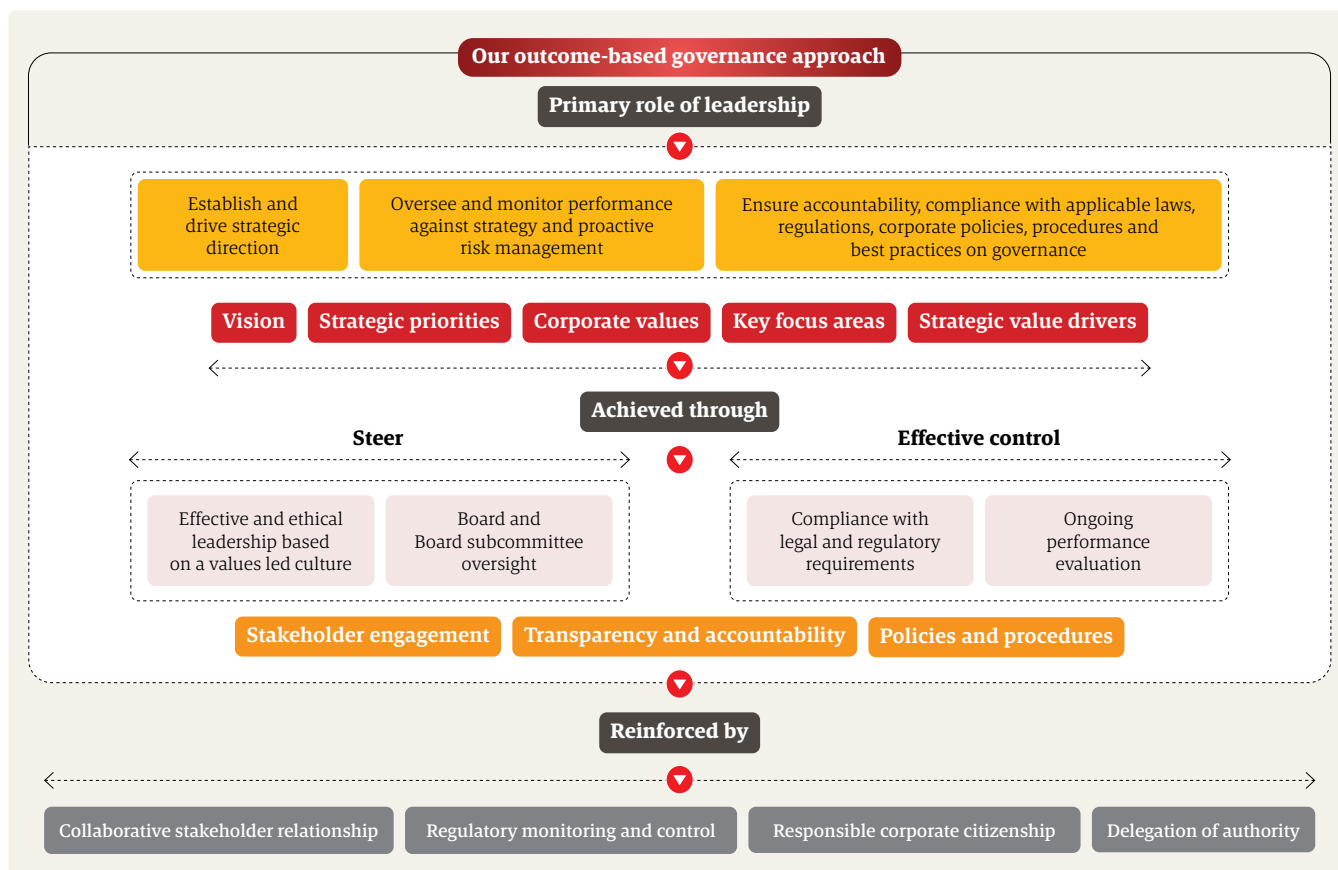 Our outcome-based governance approach
Primary role of leadership
Establish and
drive strategic
direction
Oversee and monitor performance
against strategy and proactive
risk management
Ensure accountability, compliance with applicable laws,
regulations, corporate policies, procedures and
best practices on governance
Vision
Strategic priorities
Corporate values
Key focus areas
Strategic value drivers
Achieved through
Steer
Effective control
Effective and ethical
leadership based
on a values led culture
Board and
Board subcommittee
oversight
Compliance with
legal and regulatory
requirements
Ongoing
performance
evaluation
Stakeholder engagement
Transparency and accountability
Policies and procedures
Reinforced by
Collaborative stakeholder relationship
Regulatory monitoring and control
Responsible corporate citizenship
Delegation of authority